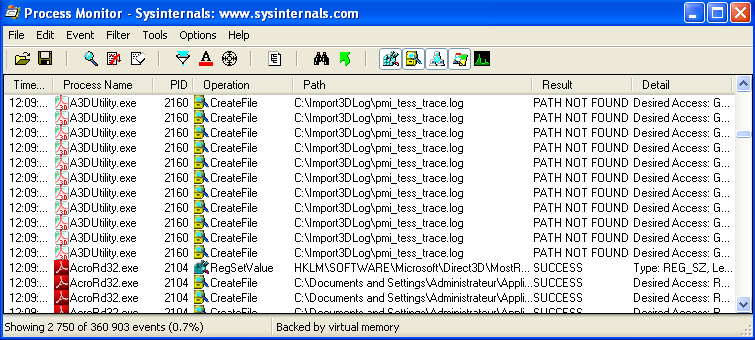 Process Monitor - Sysinternals: www.sysinternals.com
File Edit Event Filter Tools Options Help
Time... Process Name PID Operation Path Result Detail
12:09:... A3DUtility.exe 2160 CreateFile C:\Import3DLog\pmi_tess_trace.log PATH NOT FOUND Desired Access: G...
12:09:... A3DUtility.exe 2160 CreateFile C:\Import3DLog\pmi_tess_trace.log PATH NOT FOUND Desired Access: G...
12:09:... A3DUtility.exe 2160 CreateFile C:\Import3DLog\pmi_tess_trace.log PATH NOT FOUND Desired Access: G...
12:09:... A3DUtility.exe 2160 CreateFile C:\Import3DLog\pmi_tess_trace.log PATH NOT FOUND Desired Access: G...
12:09:... A3DUtility.exe 2160 CreateFile C:\Import3DLog\pmi_tess_trace.log PATH NOT FOUND Desired Access: G...
12:09:... A3DUtility.exe 2160 CreateFile C:\Import3DLog\pmi_tess_trace.log PATH NOT FOUND Desired Access: G...
12:09:... A3DUtility.exe 2160 CreateFile C:\Import3DLog\pmi_tess_trace.log PATH NOT FOUND Desired Access: G...
12:09:... A3DUtility.exe 2160 CreateFile C:\Import3DLog\pmi_tess_trace.log PATH NOT FOUND Desired Access: G...
12:09:... A3DUtility.exe 2160 CreateFile C:\Import3DLog\pmi_tess_trace.log PATH NOT FOUND Desired Access: G...
12:09:... A3DUtility.exe 2160 CreateFile C:\Import3DLog\pmi_tess_trace.log PATH NOT FOUND Desired Access: G...
12:09:... A3DUtility.exe 2160 CreateFile C:\Import3DLog\pmi_tess_trace.log PATH NOT FOUND Desired Access: G...
12:09:... AcroRd32.exe 2104 RegSetValue HKLM\SOFTWARE\Microsoft\Direct3D\MostR... SUCCESS Type: REG_SZ, Le...
12:09:... AcroRd32.exe 2104 CreateFile C:\Documents and Settings\Administrateur\Appli... SUCCESS Desired Access: R...
12:09:... AcroRd32.exe 2104 CreateFile C:\Documents and Settings\Administrateur\Appli... SUCCESS Desired Access: G...
12:09:... AcroRd32.exe 2104 CreateFile C:\Documents and Settings\Administrateur\Appli... SUCCESS Desired Access: R...
Showing 2 750 of 360 903 events (0.7%) Backed by virtual memory